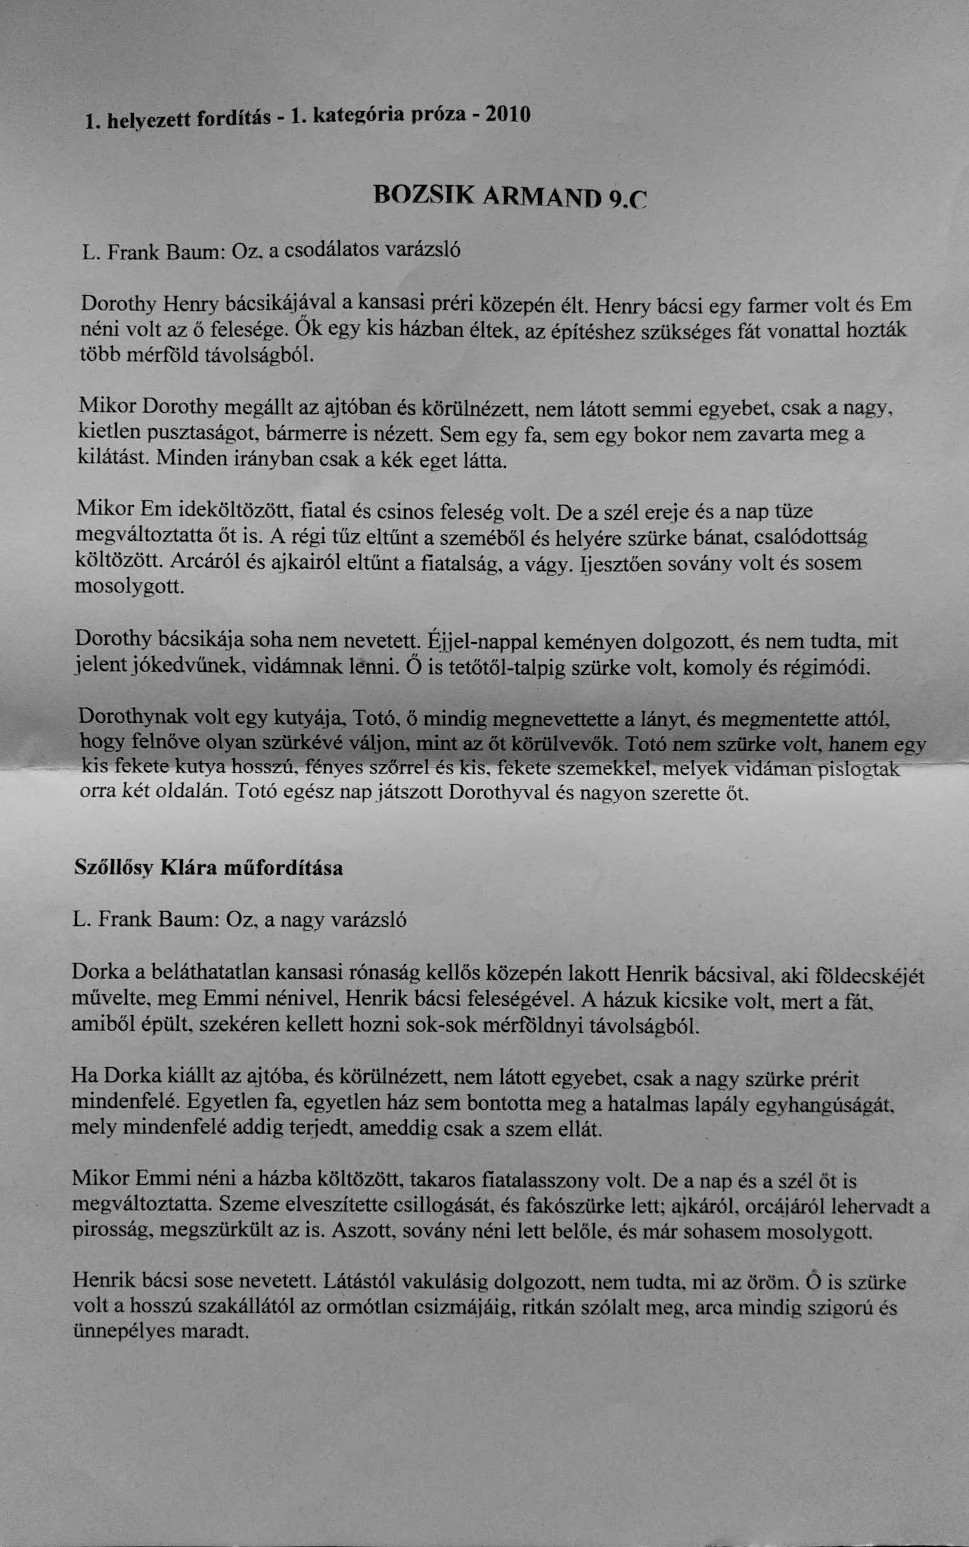 1. helyezett fordítás - 1. kategória próza - 2010
BOZSIK ARMAND 9.C
L. Frank Baum: Oz, a csodálatos varázsló
Dorothy Henry bácsikájával a kansasi préri közepén élt. Henry bácsi egy farmer volt és Em
néni volt az ő felesége. Ők egy kis házban éltek, az építéshez szükséges fát vonattal hozták
több mérföld távolságból.
Mikor Dorothy megállt az ajtóban és körülnézett, nem látott semmi egyebet, csak a nagy,
kietlen pusztaságot, bármerre is nézett. Sem egy fa, sem egy bokor nem zavarta meg a
kilátást. Minden irányban csak a kék eget látta.
Mikor Em ideköltözött, fiatal és csinos feleség volt. De a szél ereje és a nap tüze
megváltoztatta őt is. A régi tűz eltűnt a szeméből és helyére szürke bánat, csalódottság
költözött. Arcáról és ajkairól eltűnt a fiatalság, a vágy. Ijesztően sovány volt és sosem
mosolygott.
Dorothy bácsikája soha nem nevetett. Éjjel-nappal keményen dolgozott, és nem tudta, mit
jelent jókedvűnek, vidámnak lenni. Ő is tetőtől-talpig szürke volt, komoly és régimódi.
Dorothynak volt egy kutyája, Totó, ő mindig megnevettette a lányt, és megmentette attól,
hogy felnőve olyan szürkévé váljon, mint az őt körülvevők. Totó nem szürke volt, hanem egy
kis fekete kutya hosszú, fényes szőrrel és kis, fekete szemekkel, melyek vidáman pislogtak
orra két oldalán. Totó egész nap játszott Dorothyval és nagyon szerette őt.
Szőllősy Klára műfordítása
L. Frank Baum: Oz, a nagy varázsló
Dorka a beláthatatlan kansasi rónaság kellős közepén lakott Henrik bácsival, aki földecskéjét
művelte, meg Emmi nénivel, Henrik bácsi feleségével. A házuk kicsike volt, mert a fát,
amiből épült, szekéren kellett hozni sok-sok mérföldnyi távolságból.
Ha Dorka kiállt az ajtóba, és körülnézett, nem látott egyebet, csak a nagy szürke prérit
mindenfelé. Egyetlen fa, egyetlen ház sem bontotta meg a hatalmas lapály egyhangúságát,
mely mindenfelé addig terjedt, ameddig csak a szem ellát.
Mikor Emmi néni a házba költözött, takaros fiatalasszony volt. De a nap és a szél őt is
megváltoztatta. Szeme elveszítette csillogását, és fakószürke lett; ajkáról, orcájáról lehervadt a
pirosság, megszürkült az is. Aszott, sovány néni lett belőle, és már sohasem mosolygott.
Henrik bácsi sose nevetett. Látástól vakulásig dolgozott, nem tudta, mi az öröm. Ő is szürke
volt a hosszú szakállától az ormótlan csizmájáig, ritkán szólalt meg, arca mindig szigorú és
ünnepélyes maradt.